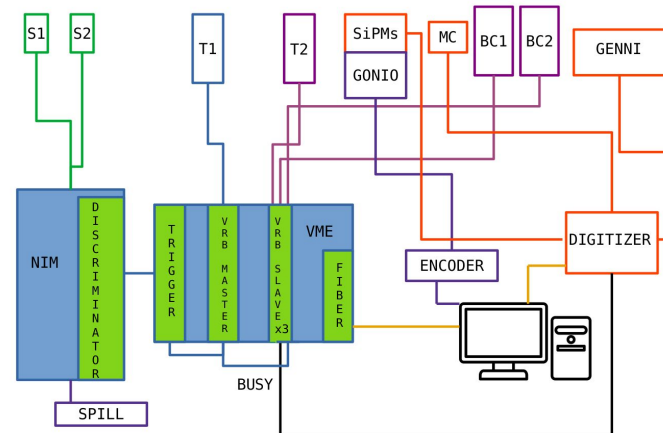 S1
S2
T1
T2
SiPMs
GONIO
MC
BC1
BC2
GENNI
NIM
DISCRIMINATOR
TRIGGER
VRB MASTER
VRB SLAVE x3
VME
FIBER
ENCODER
DIGITIZER
BUSY
SPILL